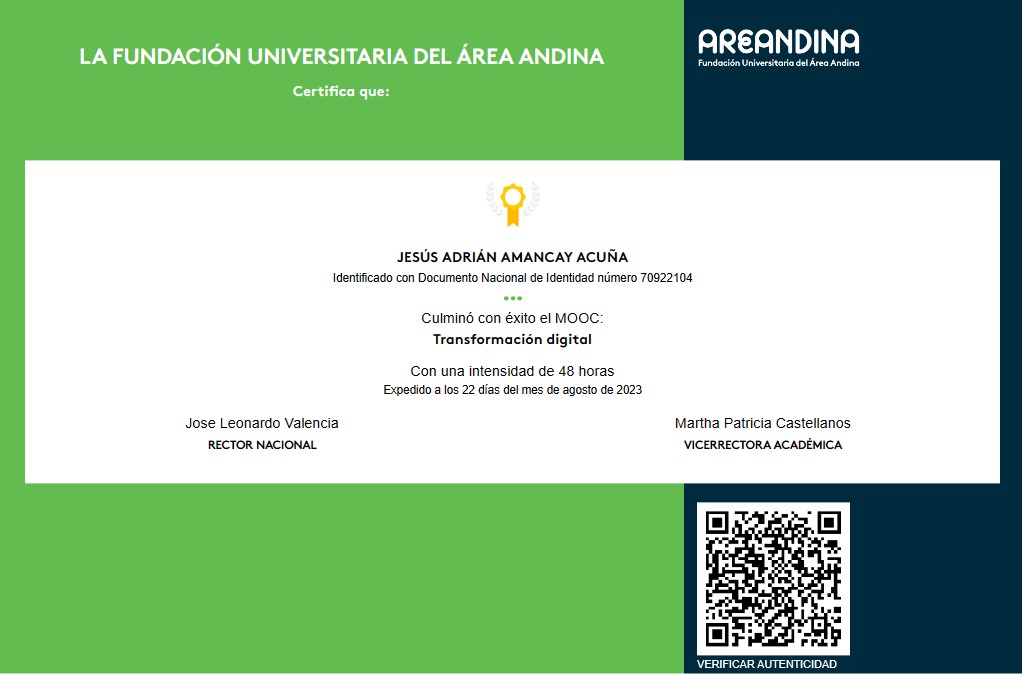 LA FUNDACIÓN UNIVERSITARIA DEL ÁREA ANDINA
Certifica que:
AREANDINA
Fundación Universitaria del Área Andina
JESÚS ADRIÁN AMANCAY ACUÑA
Identificado con Documento Nacional de Identidad número 70922104
Culminó con éxito el MOOC:
Transformación digital
Con una intensidad de 48 horas
Expedido a los 22 días del mes de agosto de 2023
Jose Leonardo Valencia
RECTOR NACIONAL
Martha Patricia Castellanos
VICERRECTORA ACADÉMICA
VERIFICAR AUTENTICIDAD